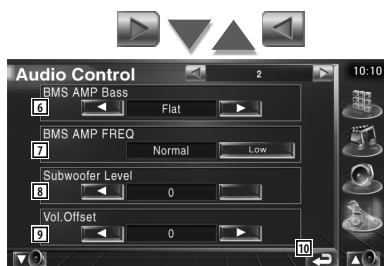 Audio Control 2 10:10
BMS AMP Bass
6 Flat
BMS AMP FREQ
7 Normal Low
Subwoofer Level
8 0
Vol.Offset
9 0
10